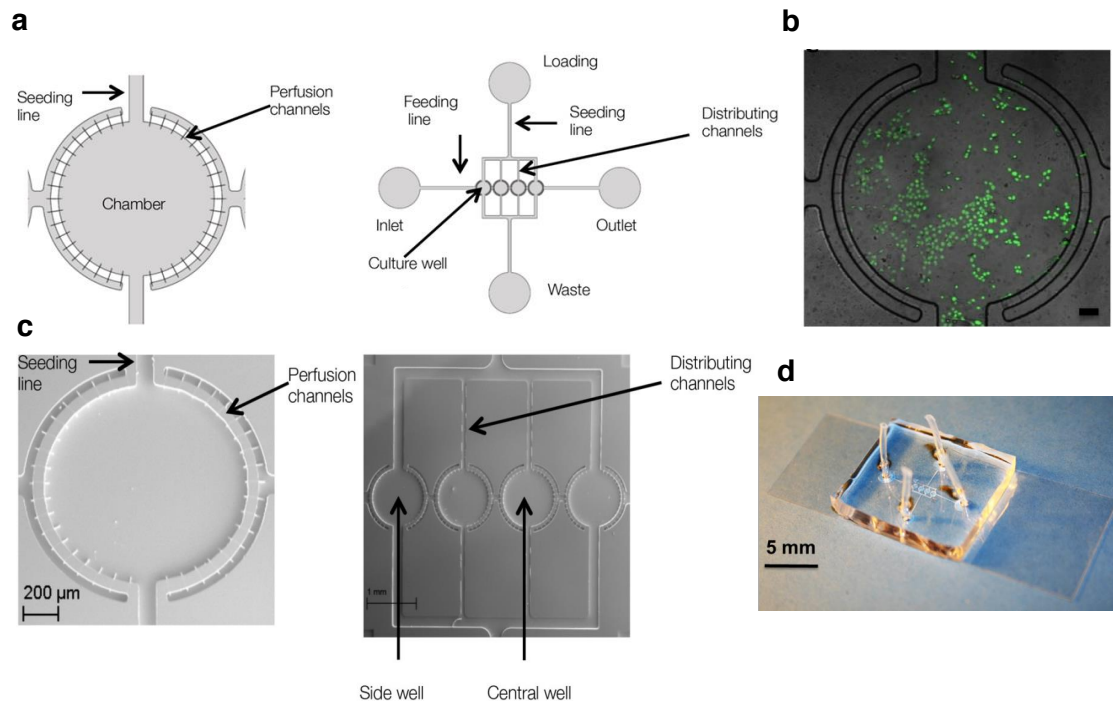 a
Seeding
line
Perfusion
channels
Chamber
Loading
Feeding
line
Seeding
line
Distributing
channels
Inlet
Outlet
Culture well
Waste
b
c
Seeding
line
Perfusion
channels
200 µm
Distributing
channels
1 mm
Side well
Central well
d
5 mm